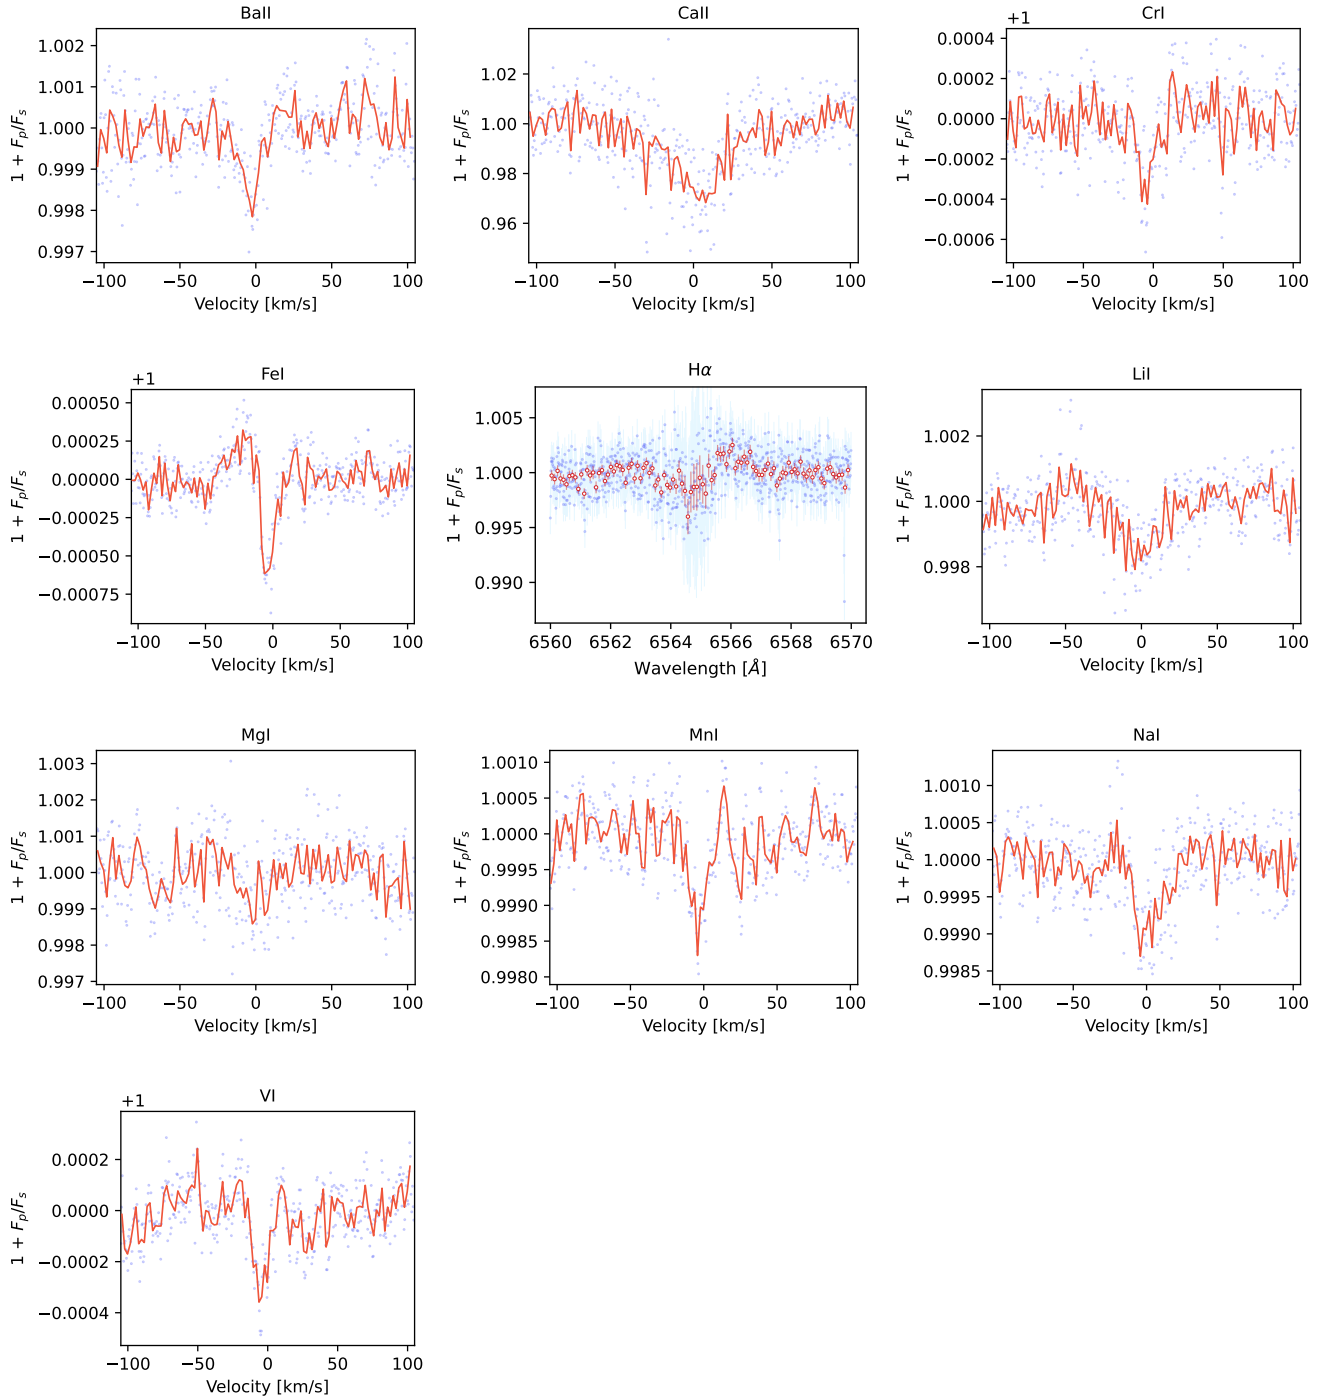 BaII
1.002
1.001
1.000
0.999
0.998
0.997
1 + Fp/Fs
−100 −50 0 50 100
Velocity [km/s]
CaII
1.02
1.00
0.98
0.96
1 + Fp/Fs
−100 −50 0 50 100
Velocity [km/s]
CrI
+1
0.0004
0.0002
0.0000
−0.0002
−0.0004
−0.0006
1 + Fp/Fs
−100 −50 0 50 100
Velocity [km/s]
FeI
+1
0.00050
0.00025
0.00000
−0.00025
−0.00050
−0.00075
1 + Fp/Fs
−100 −50 0 50 100
Velocity [km/s]
Hα
1.005
1.000
0.995
0.990
1 + Fp/Fs
6560 6562 6564 6566 6568 6570
Wavelength [Å]
LiI
1.002
1.000
0.998
1 + Fp/Fs
−100 −50 0 50 100
Velocity [km/s]
MgI
1.003
1.002
1.001
1.000
0.999
0.998
0.997
1 + Fp/Fs
−100 −50 0 50 100
Velocity [km/s]
MnI
1.0010
1.0005
1.0000
0.9995
0.9990
0.9985
0.9980
1 + Fp/Fs
−100 −50 0 50 100
Velocity [km/s]
NaI
1.0010
1.0005
1.0000
0.9995
0.9990
0.9985
1 + Fp/Fs
−100 −50 0 50 100
Velocity [km/s]
VI
+1
0.0002
0.0000
−0.0002
−0.0004
1 + Fp/Fs
−100 −50 0 50 100
Velocity [km/s]